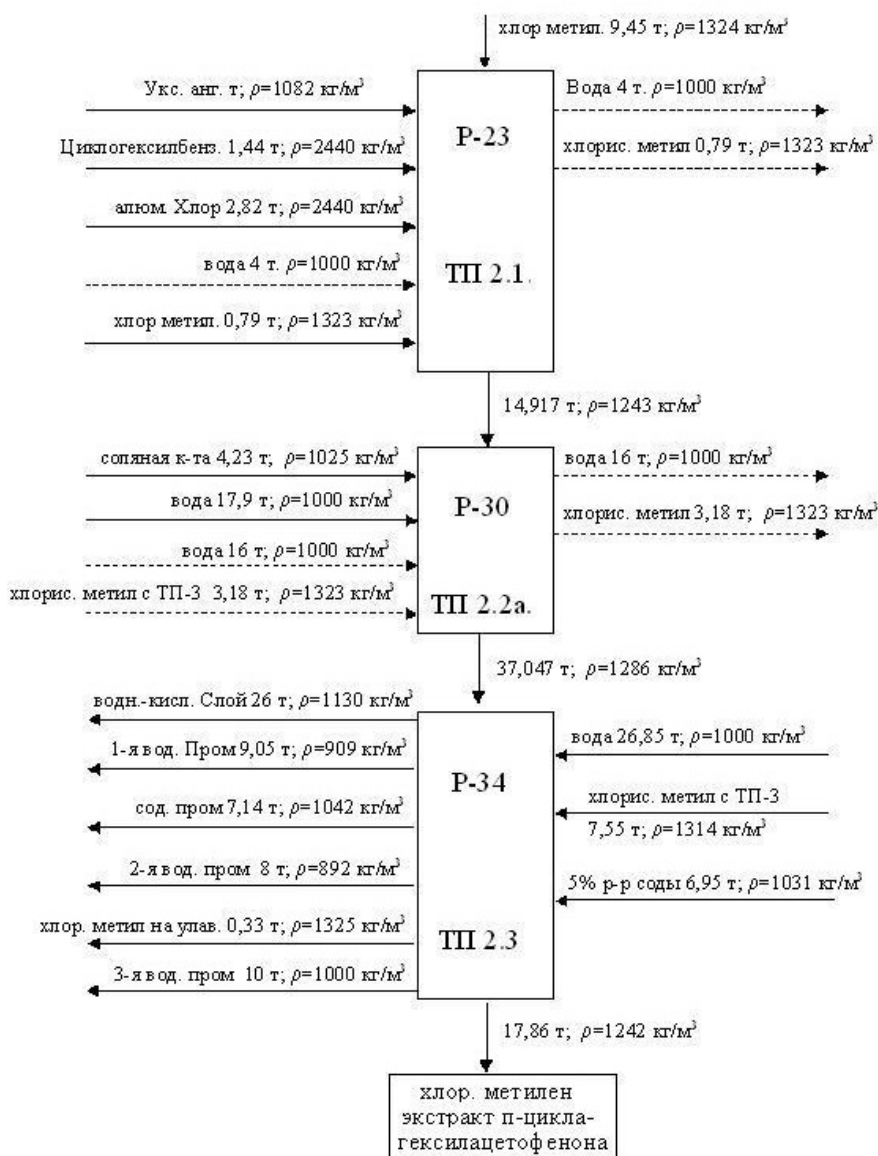 хлор метил. 9,45 т; ρ=1324 кг/м³
Укс. анг. т; ρ=1082 кг/м³
Циклогексилбенз. 1,44 т; ρ=2440 кг/м³
алюм. Хлор 2,82 т; ρ=2440 кг/м³
вода 4 т. ρ=1000 кг/м³
хлор метил. 0,79 т; ρ=1323 кг/м³
Р-23
ТП 2.1.
Вода 4 т. ρ=1000 кг/м³
хлорис. метил 0,79 т; ρ=1323 кг/м³
14,917 т; ρ=1243 кг/м³
соляная к-та 4,23 т; ρ=1025 кг/м³
вода 17,9 т; ρ=1000 кг/м³
вода 16 т; ρ=1000 кг/м³
хлорис. метил с ТП-3 3,18 т; ρ=1323 кг/м³
Р-30
ТП 2.2а.
вода 16 т; ρ=1000 кг/м³
хлорис. метил 3,18 т; ρ=1323 кг/м³
37,047 т; ρ=1286 кг/м³
водн.-кисл. Слой 26 т; ρ=1130 кг/м³
1-я вод. Пром 9,05 т; ρ=909 кг/м³
сод. пром 7,14 т; ρ=1042 кг/м³
2-я вод. пром 8 т; ρ=892 кг/м³
хлор. метил на улав. 0,33 т; ρ=1325 кг/м³
3-я вод. пром 10 т; ρ=1000 кг/м³
Р-34
ТП 2.3
вода 26,85 т; ρ=1000 кг/м³
хлорис. метил с ТП-3
7,55 т; ρ=1314 кг/м³
5% р-р соды 6,95 т; ρ=1031 кг/м³
17,86 т; ρ=1242 кг/м³
хлор. метилен
экстракт п-цикла-
гексилацетофенона